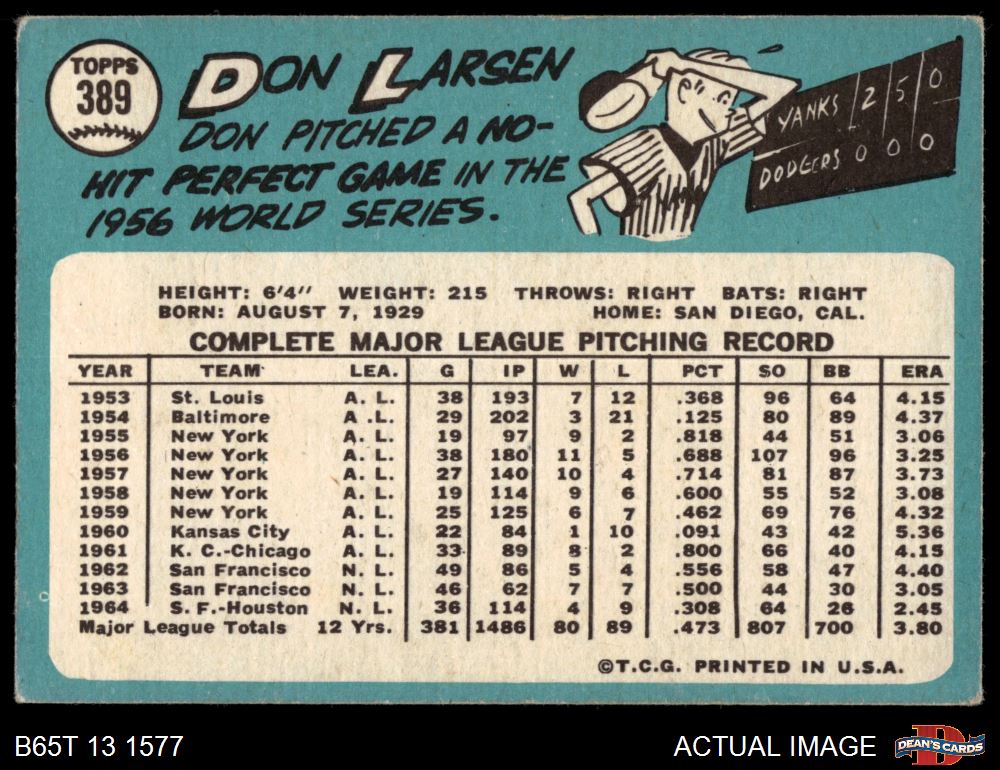 TOPPS
389
DON LARSEN
DON PITCHED A NO-
HIT PERFECT GAME IN THE
1956 WORLD SERIES.
YANKS 2 5 0
DODGERS 0 0 0
HEIGHT: 6'4" WEIGHT: 215 THROWS: RIGHT BATS: RIGHT
BORN: AUGUST 7, 1929 HOME: SAN DIEGO, CAL.
COMPLETE MAJOR LEAGUE PITCHING RECORD
YEAR TEAM LEA. G IP W L PCT SO BB ERA
1953 St. Louis A. L. 38 193 7 12 .368 96 64 4.15
1954 Baltimore A .L. 29 202 3 21 .125 80 89 4.37
1955 New York A. L. 19 97 9 2 .818 44 51 3.06
1956 New York A. L. 38 180 11 5 .688 107 96 3.25
1957 New York A. L. 27 140 10 4 .714 81 87 3.73
1958 New York A. L. 19 114 9 6 .600 55 52 3.08
1959 New York A. L. 25 125 6 7 .462 69 76 4.32
1960 Kansas City A. L. 22 84 1 10 .091 43 42 5.36
1961 K. C.-Chicago A. L. 33 89 8 2 .800 66 40 4.15
1962 San Francisco N. L. 49 86 5 4 .556 58 47 4.40
1963 San Francisco N. L. 46 62 7 7 .500 44 30 3.05
1964 S. F.-Houston N. L. 36 114 4 9 .308 64 26 2.45
Major League Totals 12 Yrs. 381 1486 80 89 .473 807 700 3.80
©T.C.G. PRINTED IN U.S.A.
B65T 13 1577 ACTUAL IMAGE
D DEAN'S CARDS